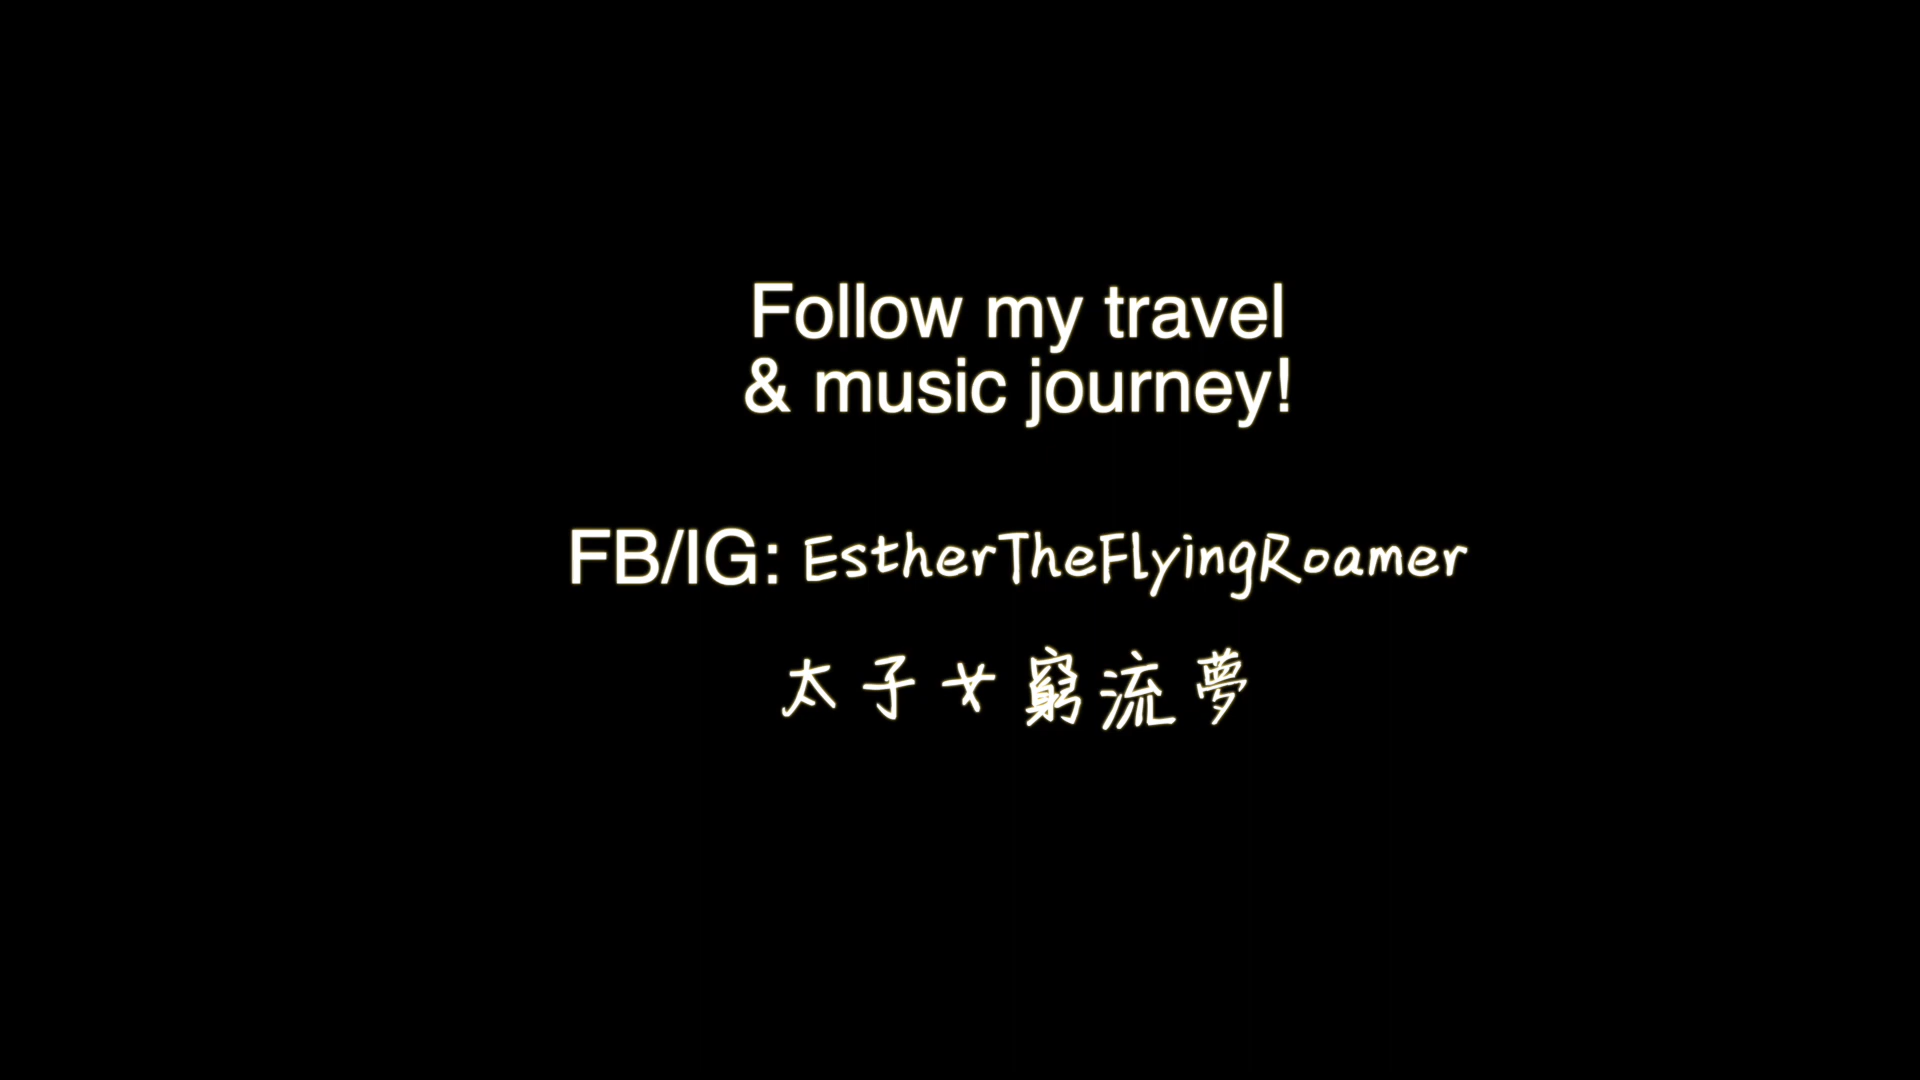 Follow my travel
& music journey!
FB/IG: EstherTheFlyingRoamer
太子女窮流夢